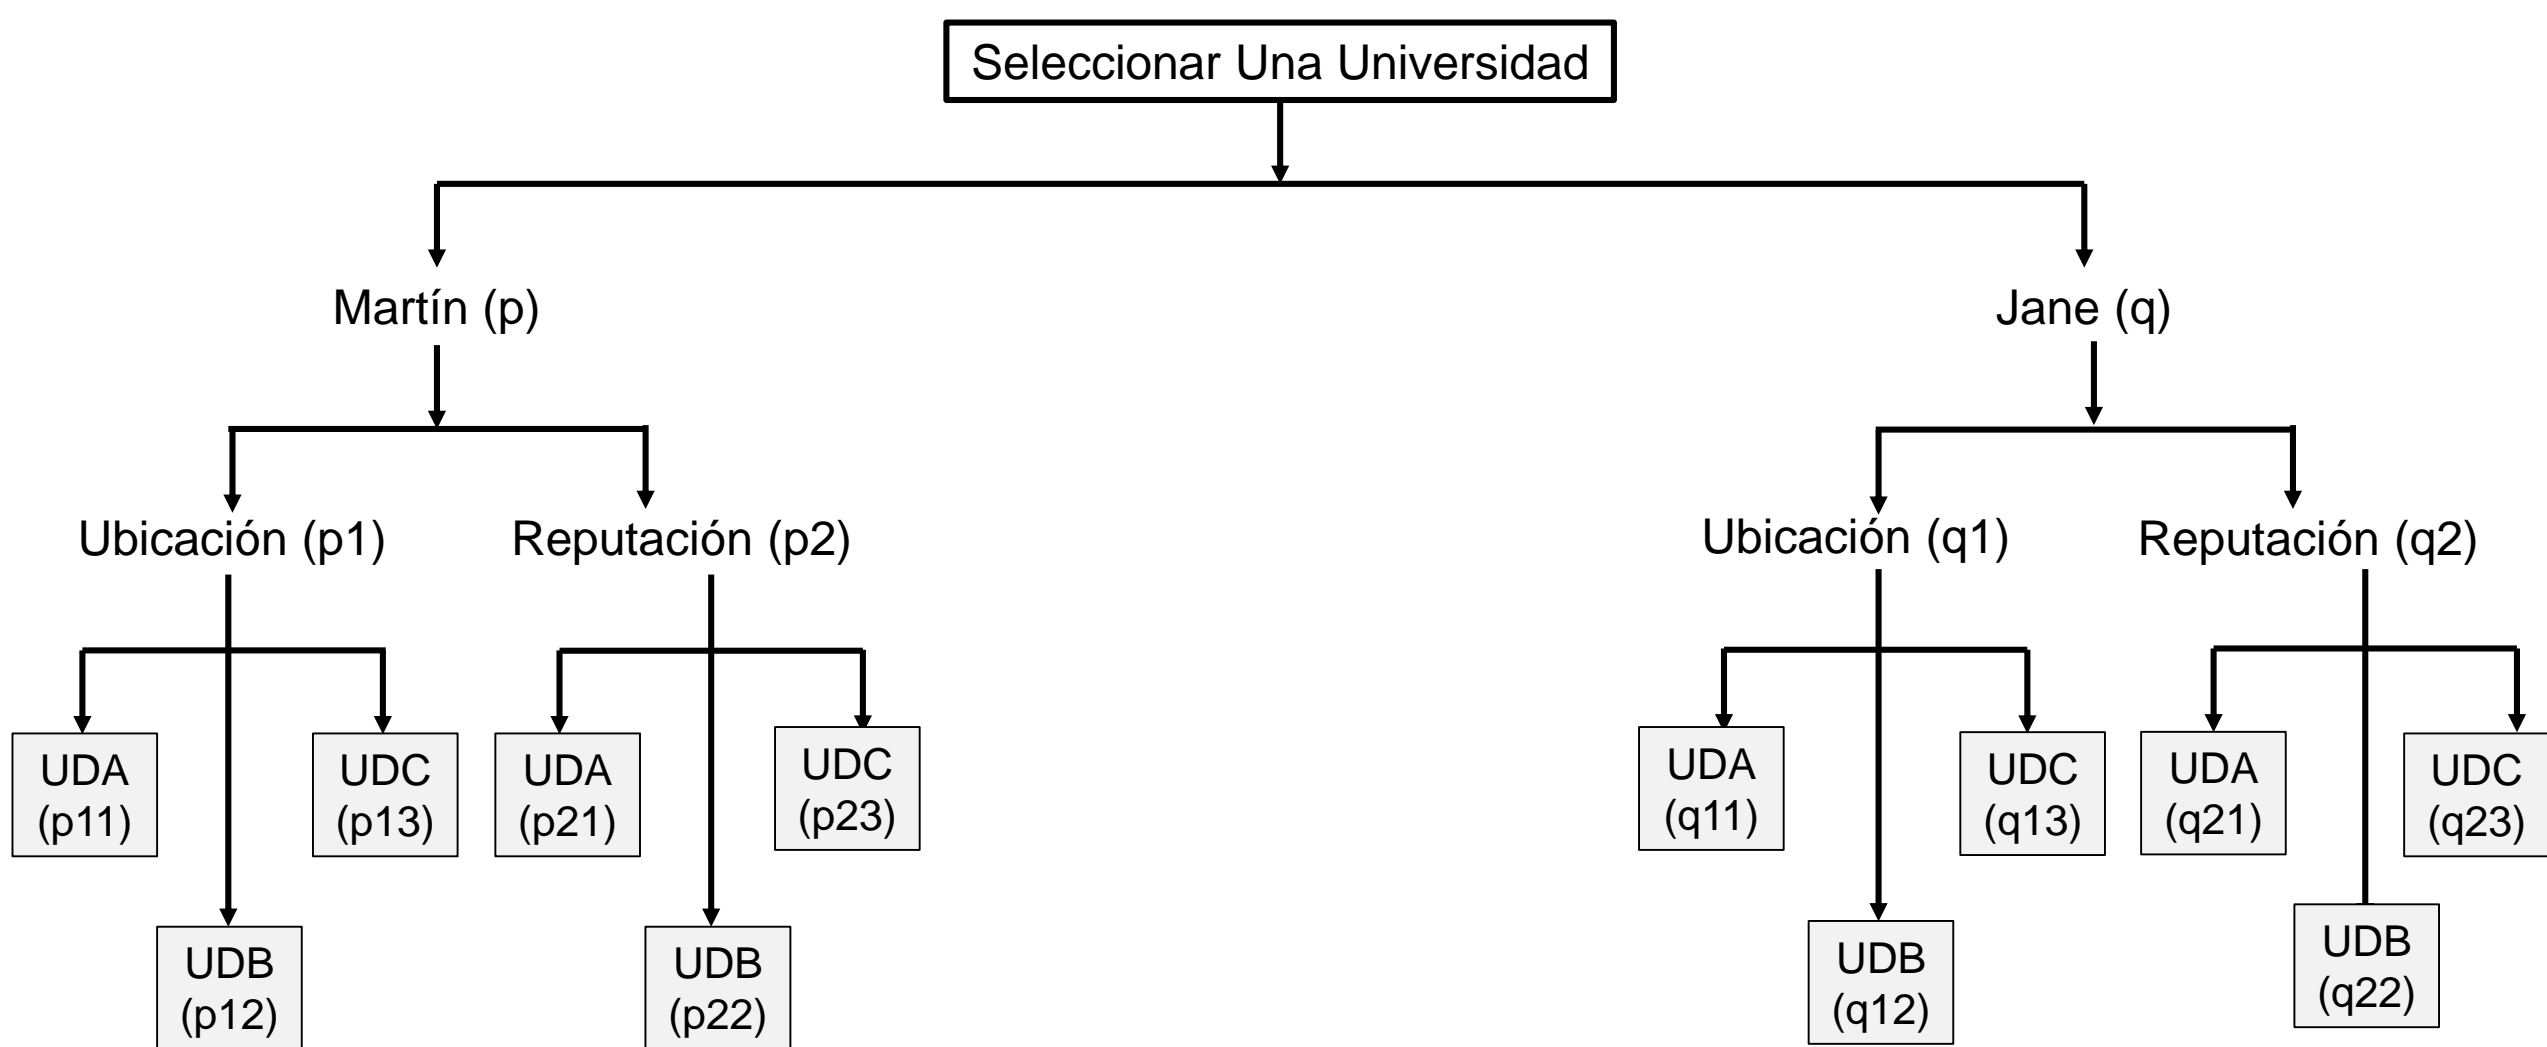 Seleccionar Una Universidad
Martín (p)
Jane (q)
Ubicación (p1)
Reputación (p2)
Ubicación (q1)
Reputación (q2)
UDA
(p11)
UDC
(p13)
UDA
(p21)
UDC
(p23)
UDA
(q11)
UDC
(q13)
UDA
(q21)
UDC
(q23)
UDB
(p12)
UDB
(p22)
UDB
(q12)
UDB
(q22)